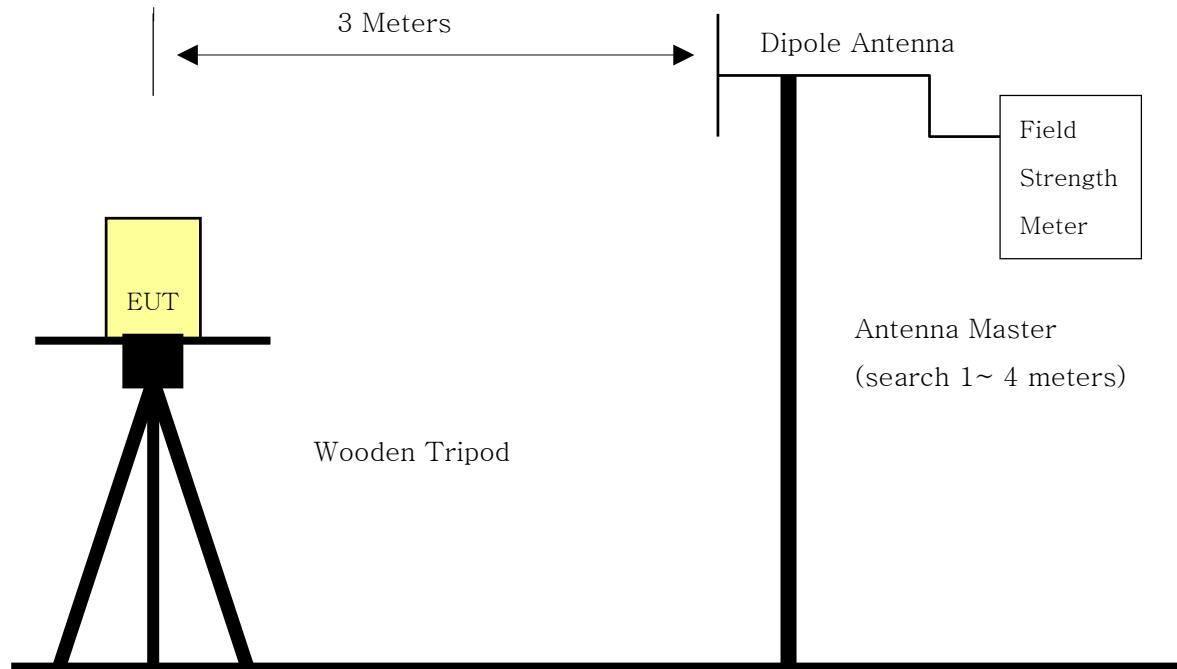 3 Meters
Dipole Antenna
Field
Strength
Meter
EUT
Antenna Master
(search 1~ 4 meters)
Wooden Tripod